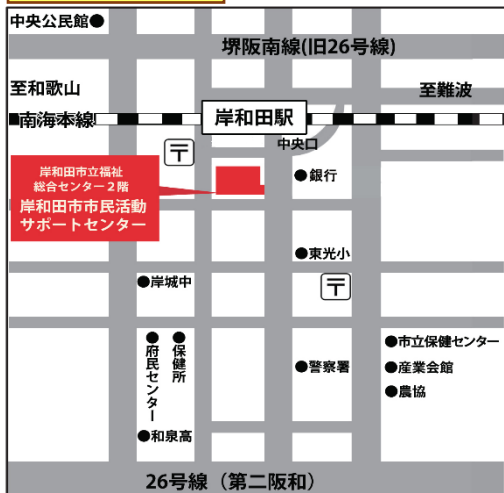 中央公民館●
堺阪南線(旧26号線)
至和歌山
至難波
南海本線
岸和田駅
中央口
〒
岸和田市立福祉
総合センター２階
岸和田市市民活動
サポートセンター
●銀行
●東光小
●岸城中
〒
●府民センター
●保健所
●警察署
●市立保健センター
●産業会館
●農協
●和泉高
26号線（第二阪和）